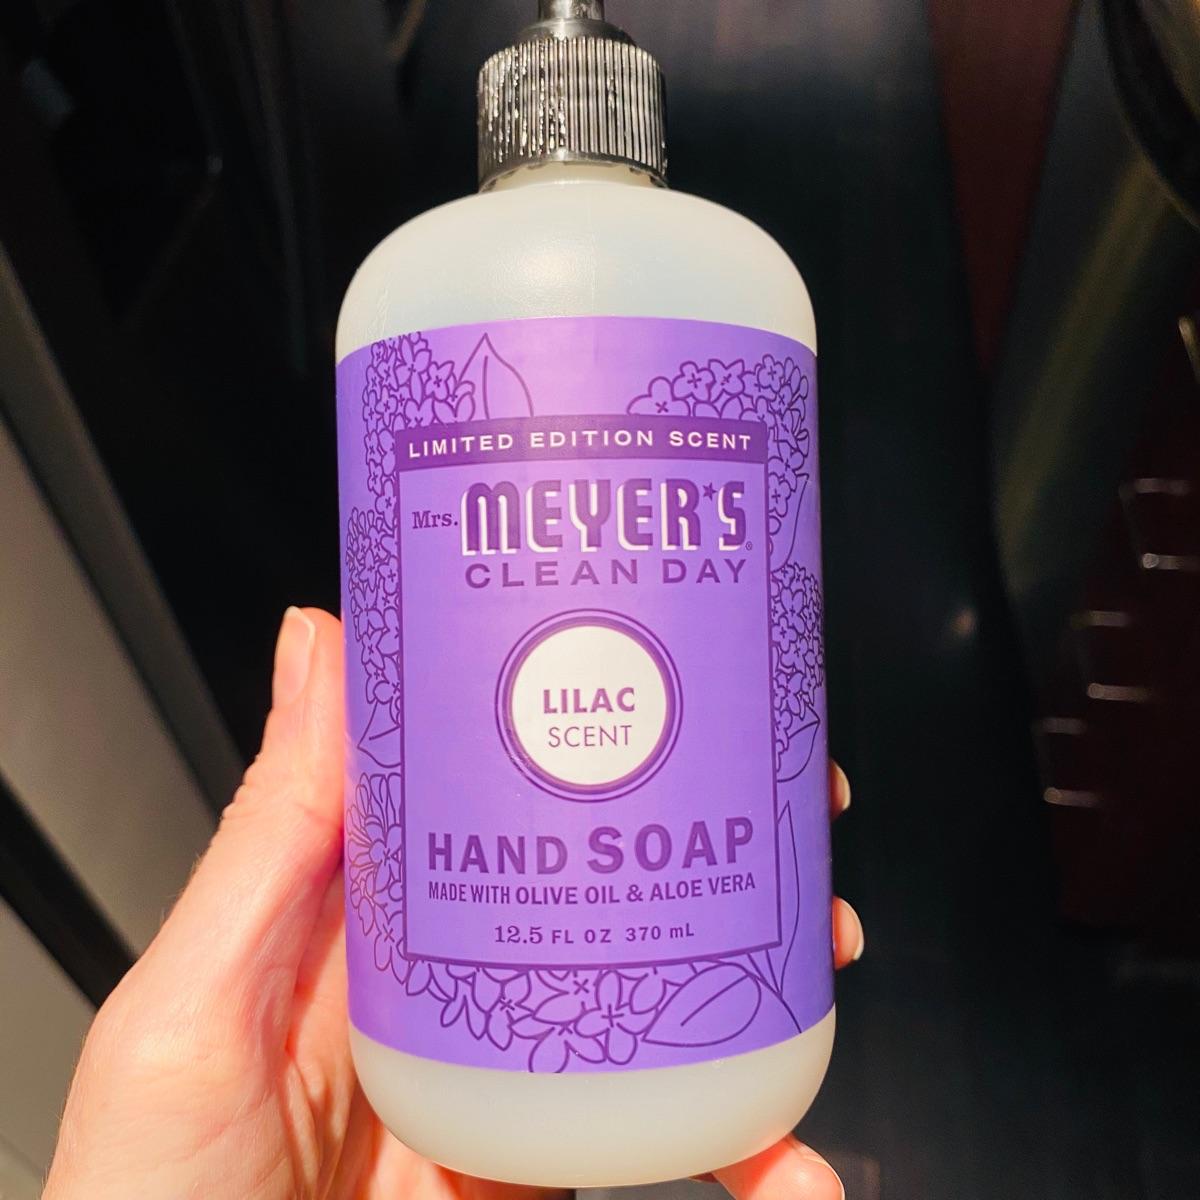 LIMITED EDITION SCENT
Mrs. MEYER'S®
CLEAN DAY
LILAC
SCENT
HAND SOAP
MADE WITH OLIVE OIL & ALOE VERA
12.5 FL OZ 370 mL